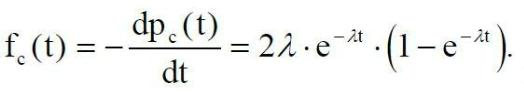 f_c(t) = −dp_c(t)/dt = 2λ·e^{−λt}·(1−e^{−λt}).